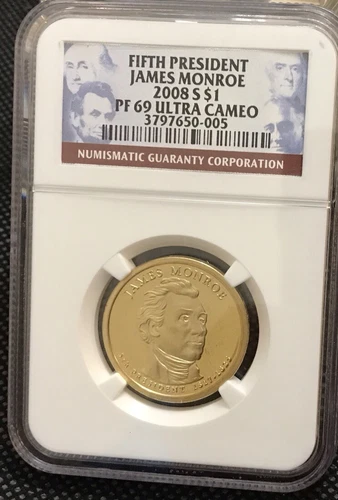 FIFTH PRESIDENT
JAMES MONROE
2008 S $1
PF 69 ULTRA CAMEO
3797650-005
NUMISMATIC GUARANTY CORPORATION
JAMES MONROE
5TH PRESIDENT 1817-1825